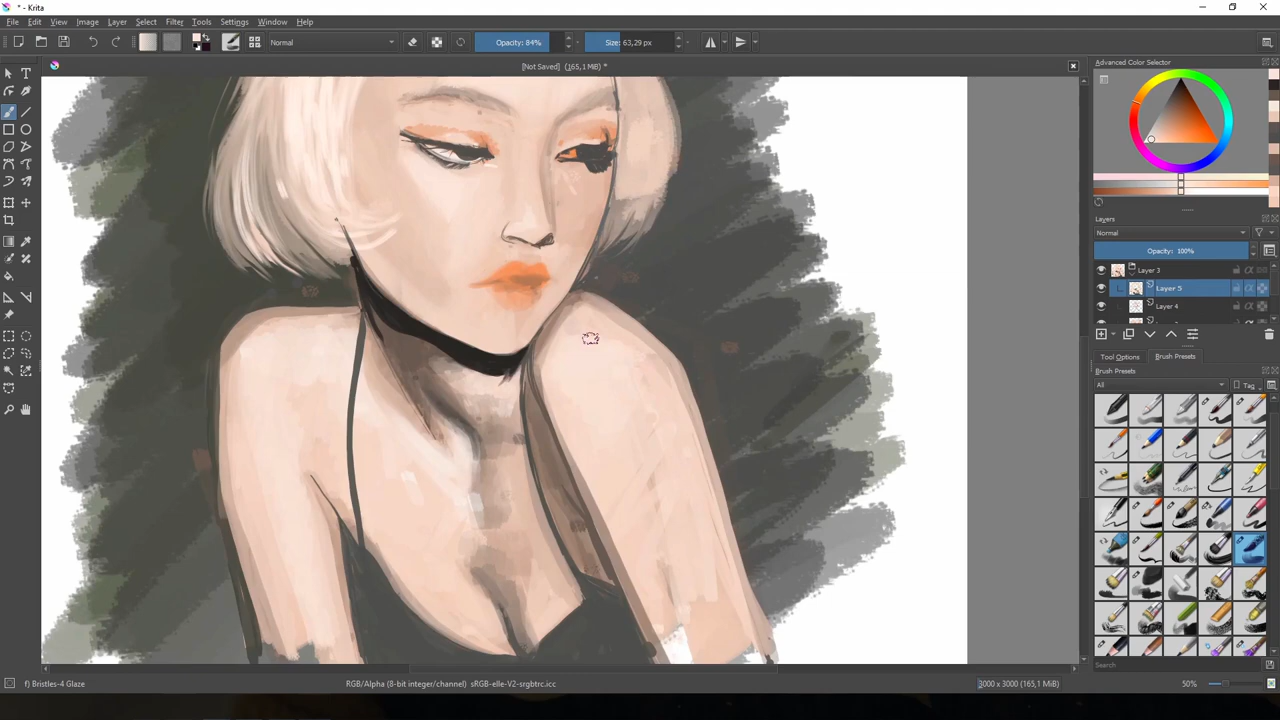 * - Krita
File Edit View Image Layer Select Filter Tools Settings Window Help
Normal Opacity: 84% Size: 63,29 px
[Not Saved] (165,1 MiB) *
Advanced Color Selector
Layers
Normal
Opacity: 100%
Layer 3
Layer 5
Layer 4
Tool Options Brush Presets
Brush Presets
All Tag
Search
f) Bristles-4 Glaze RGB/Alpha (8-bit integer/channel) sRGB-elle-V2-srgbtrc.icc 3000 x 3000 (165,1 MiB) 50%